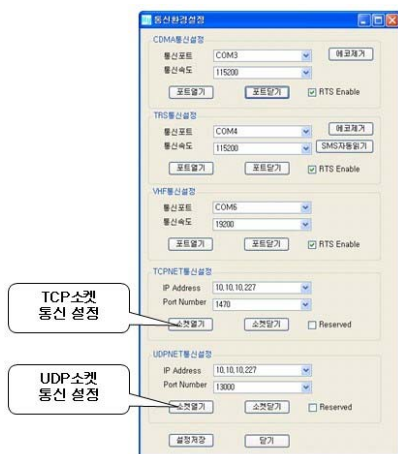 통신환경설정
CDMA통신설정
통신포트 COM3 에코제거
통신속도 115200
포트열기 포트닫기 RTS Enable
TRS통신설정
통신포트 COM4 에코제거
통신속도 115200 SMS자동읽기
포트열기 포트닫기 RTS Enable
VHF통신설정
통신포트 COM6
통신속도 19200
포트열기 포트닫기 RTS Enable
TCPNET통신설정
IP Address 10,10,10,227
Port Number 1470
소켓열기 소켓닫기 Reserved
TCP소켓
통신 설정
UDPNET통신설정
IP Address 10,10,10,227
Port Number 13000
소켓열기 소켓닫기 Reserved
UDP소켓
통신 설정
설정저장 닫기